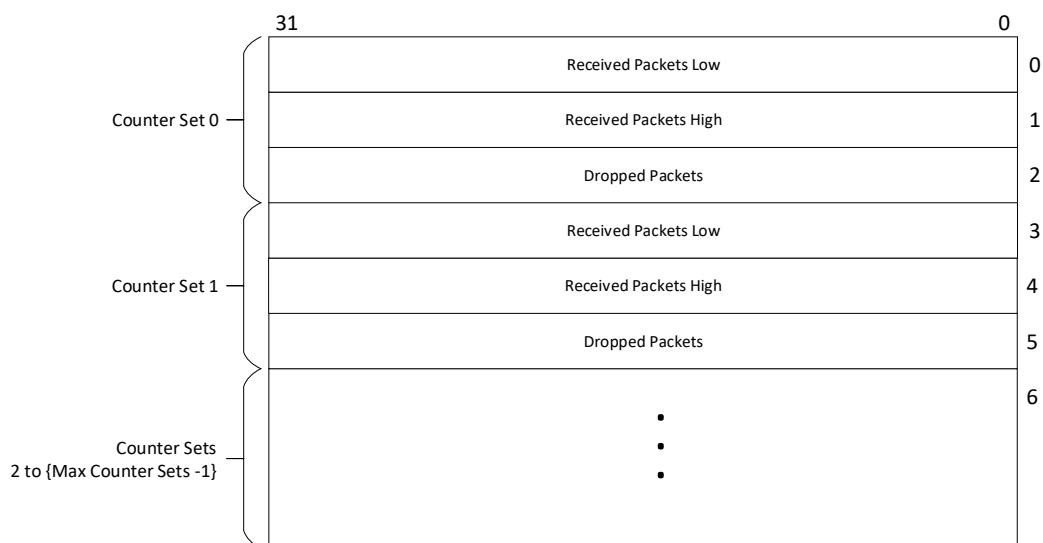 31 0
Received Packets Low 0
Counter Set 0 Received Packets High 1
Dropped Packets 2
Received Packets Low 3
Counter Set 1 Received Packets High 4
Dropped Packets 5
6
Counter Sets
2 to {Max Counter Sets -1}